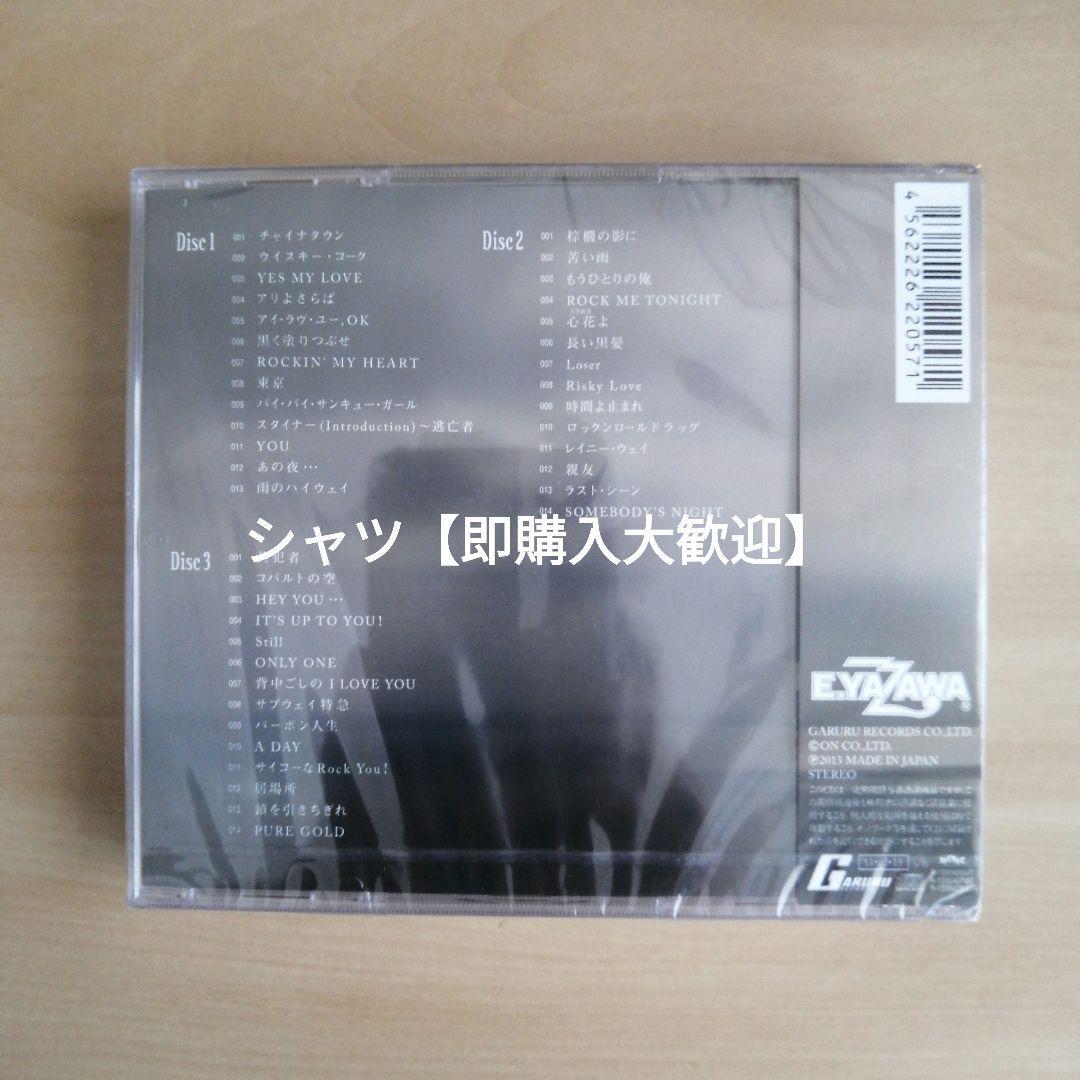 Disc1
001 チャイナタウン
002 ウイスキー・コーク
003 YES MY LOVE
004 アリよさらば
005 アイ・ラヴ・ユー,OK
006 黒く塗りつぶせ
007 ROCKIN' MY HEART
008 東京
009 バイ・バイ・サンキュー・ガール
010 スタイナー(Introduction)〜逃亡者
011 YOU
012 あの夜…
013 雨のハイウェイ
Disc2
001 棕櫚の影に
002 苦い雨
003 もうひとりの俺
004 ROCK ME TONIGHT
005 心花よ
006 長い黒髪
007 Loser
008 Risky Love
009 時間よ止まれ
010 ロックンロールドラッグ
011 レイニー・ウェイ
012 親友
013 ラスト・シーン
014 SOMEBODY'S NIGHT
シャツ【即購入大歓迎】
Disc3
001 犯者
002 コバルトの空
003 HEY YOU…
004 IT'S UP TO YOU!
005 Still
006 ONLY ONE
007 背中ごしの I LOVE YOU
008 サブウェイ特急
009 バーボン人生
010 A DAY
011 サイコーなRock You!
012 居場所
013 鎖を引きちぎれ
014 PURE GOLD
4 562226 220571
E.YAZAWA®
GARURU RECORDS CO.,LTD.
©ON CO.,LTD.
℗2013 MADE IN JAPAN
STEREO
GARURU